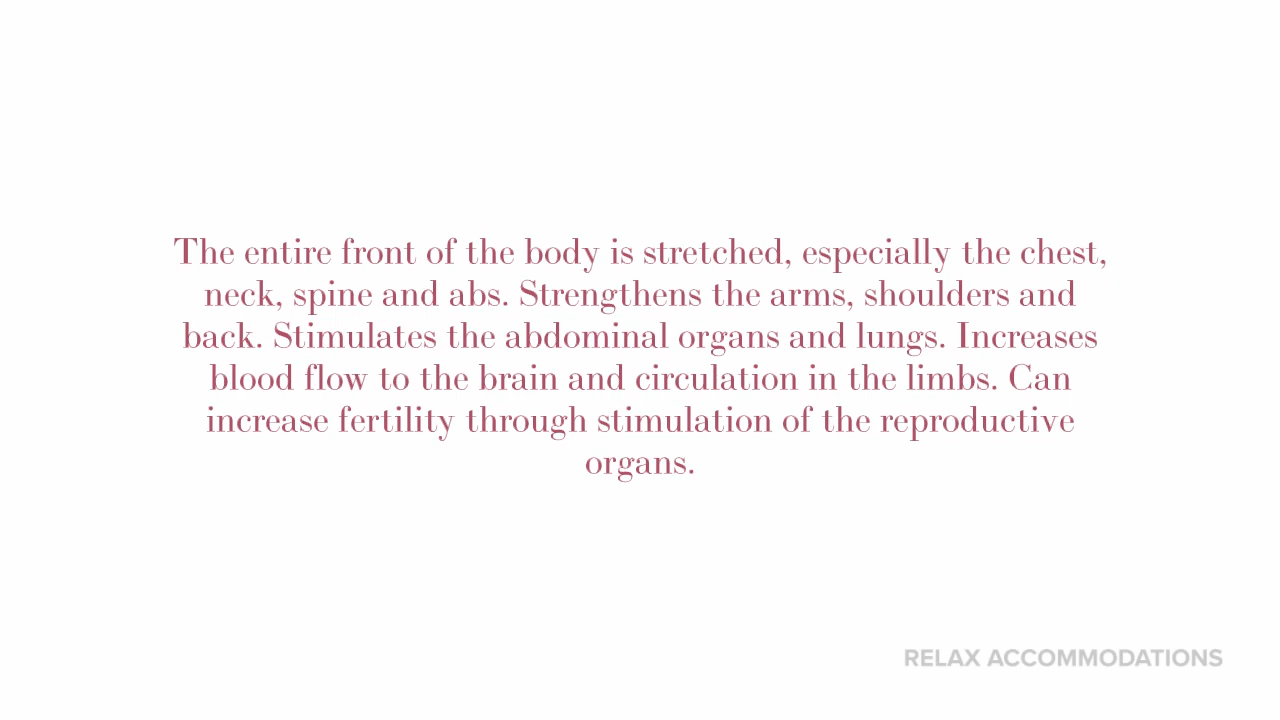 The entire front of the body is stretched, especially the chest,
neck, spine and abs. Strengthens the arms, shoulders and
back. Stimulates the abdominal organs and lungs. Increases
blood flow to the brain and circulation in the limbs. Can
increase fertility through stimulation of the reproductive
organs.
RELAX ACCOMMODATIONS